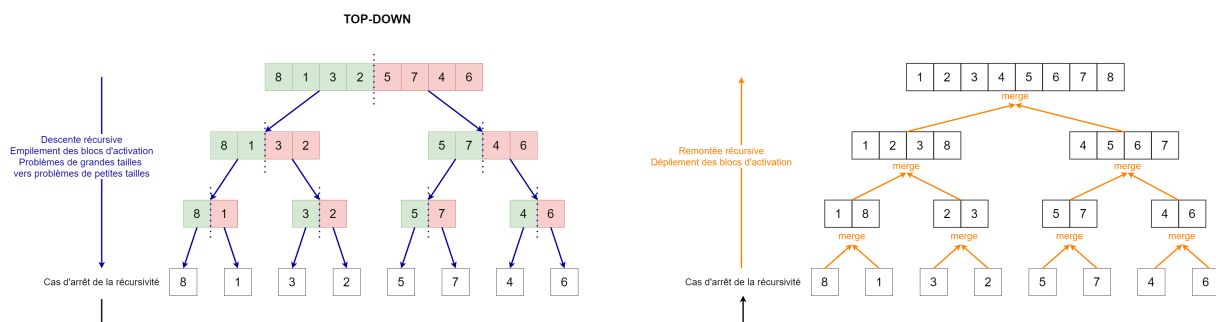 TOP-DOWN
8 1 3 2 5 7 4 6
Descente récursive
Empilement des blocs d'activation
Problèmes de grandes tailles
vers problèmes de petites tailles
8 1 3 2 5 7 4 6
8 1 3 2 5 7 4 6
Cas d'arrêt de la récursivité 8 1 3 2 5 7 4 6
1 2 3 4 5 6 7 8
merge
Remontée récursive
Dépilement des blocs d'activation
1 2 3 8 4 5 6 7
merge merge
1 8 2 3 5 7 4 6
merge merge merge merge
Cas d'arrêt de la récursivité 8 1 3 2 5 7 4 6